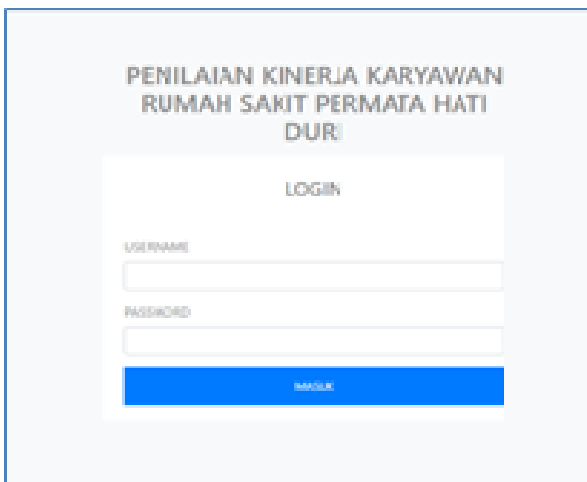 PENILAIAN KINERJA KARYAWAN
RUMAH SAKIT PERMATA HATI
DURI
LOGIN
USERNAME
PASSWORD
MASUK